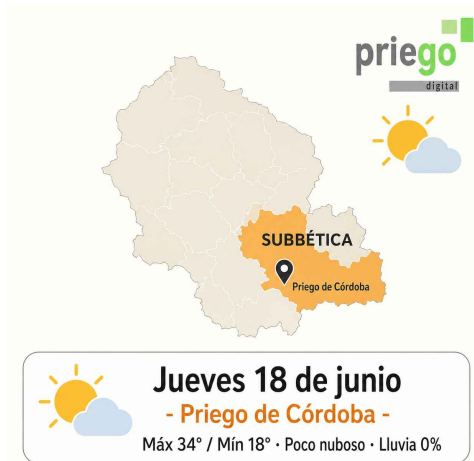 priego
digital
SUBBÉTICA
Priego de Córdoba
Jueves 18 de junio
- Priego de Córdoba -
Máx 34° / Mín 18° · Poco nuboso · Lluvia 0%